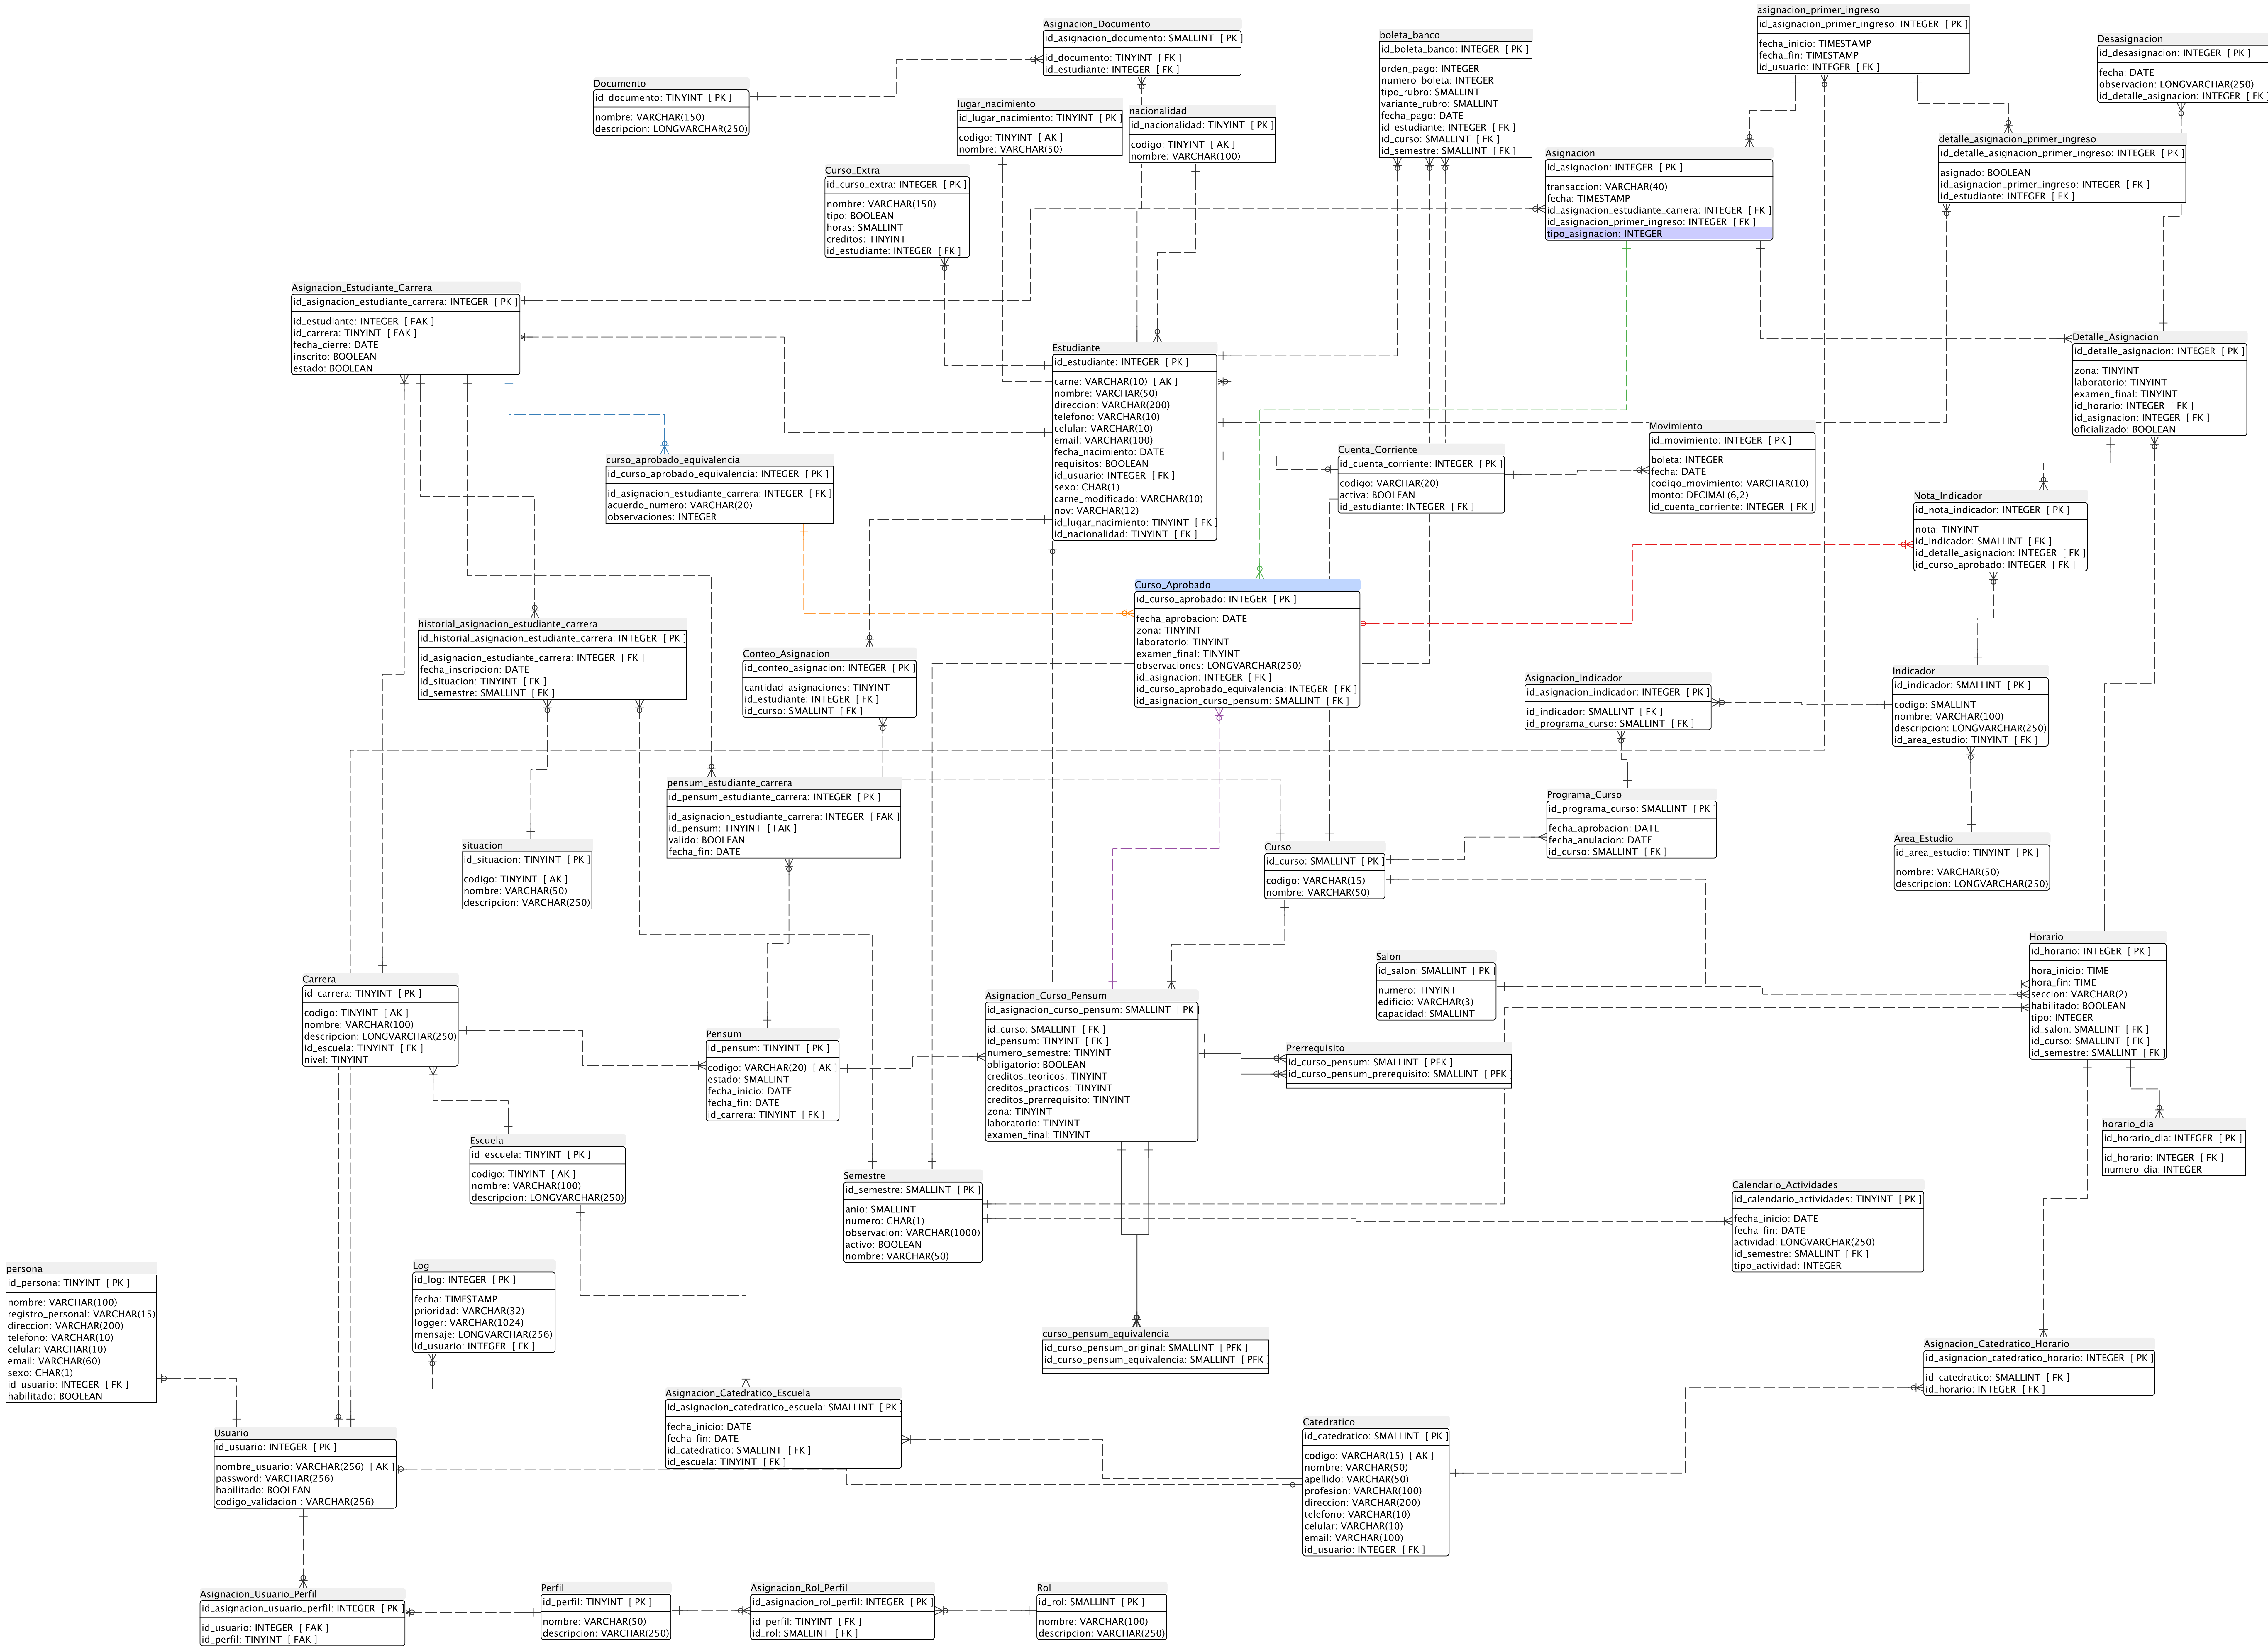 asignacion_primer_ingreso
id_asignacion_primer_ingreso: INTEGER [ PK ]
fecha_inicio: TIMESTAMP
fecha_fin: TIMESTAMP
id_usuario: INTEGER [ FK ]
Asignacion_Documento
id_asignacion_documento: SMALLINT [ PK ]
id_documento: TINYINT [ FK ]
id_estudiante: INTEGER [ FK ]
boleta_banco
id_boleta_banco: INTEGER [ PK ]
orden_pago: INTEGER
numero_boleta: INTEGER
tipo_rubro: SMALLINT
variante_rubro: SMALLINT
fecha_pago: DATE
id_estudiante: INTEGER [ FK ]
id_curso: SMALLINT [ FK ]
id_semestre: SMALLINT [ FK ]
Desasignacion
id_desasignacion: INTEGER [ PK ]
fecha: DATE
observacion: LONGVARCHAR(250)
id_detalle_asignacion: INTEGER [ FK
Documento
id_documento: TINYINT [ PK ]
nombre: VARCHAR(150)
descripcion: LONGVARCHAR(250)
lugar_nacimiento
id_lugar_nacimiento: TINYINT [ PK ]
codigo: TINYINT [ AK ]
nombre: VARCHAR(50)
nacionalidad
id_nacionalidad: TINYINT [ PK ]
codigo: TINYINT [ AK ]
nombre: VARCHAR(100)
detalle_asignacion_primer_ingreso
id_detalle_asignacion_primer_ingreso: INTEGER [ PK ]
asignado: BOOLEAN
id_asignacion_primer_ingreso: INTEGER [ FK ]
id_estudiante: INTEGER [ FK ]
Asignacion
id_asignacion: INTEGER [ PK ]
transaccion: VARCHAR(40)
fecha: TIMESTAMP
id_asignacion_estudiante_carrera: INTEGER [ FK ]
id_asignacion_primer_ingreso: INTEGER [ FK ]
tipo_asignacion: INTEGER
Curso_Extra
id_curso_extra: INTEGER [ PK ]
nombre: VARCHAR(150)
tipo: BOOLEAN
horas: SMALLINT
creditos: TINYINT
id_estudiante: INTEGER [ FK ]
Asignacion_Estudiante_Carrera
id_asignacion_estudiante_carrera: INTEGER [ PK ]
id_estudiante: INTEGER [ FAK ]
id_carrera: TINYINT [ FAK ]
fecha_cierre: DATE
inscrito: BOOLEAN
estado: BOOLEAN
Detalle_Asignacion
id_detalle_asignacion: INTEGER [ PK ]
zona: TINYINT
laboratorio: TINYINT
examen_final: TINYINT
id_horario: INTEGER [ FK ]
id_asignacion: INTEGER [ FK ]
oficializado: BOOLEAN
Estudiante
id_estudiante: INTEGER [ PK ]
carne: VARCHAR(10) [ AK ]
nombre: VARCHAR(50)
direccion: VARCHAR(200)
telefono: VARCHAR(10)
celular: VARCHAR(10)
email: VARCHAR(100)
fecha_nacimiento: DATE
requisitos: BOOLEAN
id_usuario: INTEGER [ FK ]
sexo: CHAR(1)
carne_modificado: VARCHAR(10)
nov: VARCHAR(12)
id_lugar_nacimiento: TINYINT [ FK ]
id_nacionalidad: TINYINT [ FK ]
Movimiento
id_movimiento: INTEGER [ PK ]
boleta: INTEGER
fecha: DATE
codigo_movimiento: VARCHAR(10)
monto: DECIMAL(6,2)
id_cuenta_corriente: INTEGER [ FK ]
Cuenta_Corriente
id_cuenta_corriente: INTEGER [ PK ]
codigo: VARCHAR(20)
activa: BOOLEAN
id_estudiante: INTEGER [ FK ]
curso_aprobado_equivalencia
id_curso_aprobado_equivalencia: INTEGER [ PK ]
id_asignacion_estudiante_carrera: INTEGER [ FK ]
acuerdo_numero: VARCHAR(20)
observaciones: INTEGER
Nota_Indicador
id_nota_indicador: INTEGER [ PK ]
nota: TINYINT
id_indicador: SMALLINT [ FK ]
id_detalle_asignacion: INTEGER [ FK ]
id_curso_aprobado: INTEGER [ FK ]
Curso_Aprobado
id_curso_aprobado: INTEGER [ PK ]
fecha_aprobacion: DATE
zona: TINYINT
laboratorio: TINYINT
examen_final: TINYINT
observaciones: LONGVARCHAR(250)
id_asignacion: INTEGER [ FK ]
id_curso_aprobado_equivalencia: INTEGER [ FK ]
id_asignacion_curso_pensum: SMALLINT [ FK ]
historial_asignacion_estudiante_carrera
id_historial_asignacion_estudiante_carrera: INTEGER [ PK ]
id_asignacion_estudiante_carrera: INTEGER [ FK ]
fecha_inscripcion: DATE
id_situacion: TINYINT [ FK ]
id_semestre: SMALLINT [ FK ]
Conteo_Asignacion
id_conteo_asignacion: INTEGER [ PK ]
cantidad_asignaciones: TINYINT
id_estudiante: INTEGER [ FK ]
id_curso: SMALLINT [ FK ]
Asignacion_Indicador
id_asignacion_indicador: INTEGER [ PK ]
id_indicador: SMALLINT [ FK ]
id_programa_curso: SMALLINT [ FK ]
Indicador
id_indicador: SMALLINT [ PK ]
codigo: SMALLINT
nombre: VARCHAR(100)
descripcion: LONGVARCHAR(250)
id_area_estudio: TINYINT [ FK ]
pensum_estudiante_carrera
id_pensum_estudiante_carrera: INTEGER [ PK ]
id_asignacion_estudiante_carrera: INTEGER [ FAK ]
id_pensum: TINYINT [ FAK ]
valido: BOOLEAN
fecha_fin: DATE
Programa_Curso
id_programa_curso: SMALLINT [ PK ]
fecha_aprobacion: DATE
fecha_anulacion: DATE
id_curso: SMALLINT [ FK ]
situacion
id_situacion: TINYINT [ PK ]
codigo: TINYINT [ AK ]
nombre: VARCHAR(50)
descripcion: VARCHAR(250)
Curso
id_curso: SMALLINT [ PK ]
codigo: VARCHAR(15)
nombre: VARCHAR(50)
Area_Estudio
id_area_estudio: TINYINT [ PK ]
nombre: VARCHAR(50)
descripcion: LONGVARCHAR(250)
Horario
id_horario: INTEGER [ PK ]
hora_inicio: TIME
hora_fin: TIME
seccion: VARCHAR(2)
habilitado: BOOLEAN
tipo: INTEGER
id_salon: SMALLINT [ FK ]
id_curso: SMALLINT [ FK ]
id_semestre: SMALLINT [ FK ]
Salon
id_salon: SMALLINT [ PK ]
numero: TINYINT
edificio: VARCHAR(3)
capacidad: SMALLINT
Carrera
id_carrera: TINYINT [ PK ]
codigo: TINYINT [ AK ]
nombre: VARCHAR(100)
descripcion: LONGVARCHAR(250)
id_escuela: TINYINT [ FK ]
nivel: TINYINT
Asignacion_Curso_Pensum
id_asignacion_curso_pensum: SMALLINT [ PK ]
id_curso: SMALLINT [ FK ]
id_pensum: TINYINT [ FK ]
numero_semestre: TINYINT
obligatorio: BOOLEAN
creditos_teoricos: TINYINT
creditos_practicos: TINYINT
creditos_prerrequisito: TINYINT
zona: TINYINT
laboratorio: TINYINT
examen_final: TINYINT
Pensum
id_pensum: TINYINT [ PK ]
codigo: VARCHAR(20) [ AK ]
estado: SMALLINT
fecha_inicio: DATE
fecha_fin: DATE
id_carrera: TINYINT [ FK ]
Prerrequisito
id_curso_pensum: SMALLINT [ PFK ]
id_curso_pensum_prerequisito: SMALLINT [ PFK ]
horario_dia
id_horario_dia: INTEGER [ PK ]
id_horario: INTEGER [ FK ]
numero_dia: INTEGER
Escuela
id_escuela: TINYINT [ PK ]
codigo: TINYINT [ AK ]
nombre: VARCHAR(100)
descripcion: LONGVARCHAR(250)
Semestre
id_semestre: SMALLINT [ PK ]
anio: SMALLINT
numero: CHAR(1)
observacion: VARCHAR(1000)
activo: BOOLEAN
nombre: VARCHAR(50)
Calendario_Actividades
id_calendario_actividades: TINYINT [ PK ]
fecha_inicio: DATE
fecha_fin: DATE
actividad: LONGVARCHAR(250)
id_semestre: SMALLINT [ FK ]
tipo_actividad: INTEGER
persona
id_persona: TINYINT [ PK ]
nombre: VARCHAR(100)
registro_personal: VARCHAR(15)
direccion: VARCHAR(200)
telefono: VARCHAR(10)
celular: VARCHAR(10)
email: VARCHAR(60)
sexo: CHAR(1)
id_usuario: INTEGER [ FK ]
habilitado: BOOLEAN
Log
id_log: INTEGER [ PK ]
fecha: TIMESTAMP
prioridad: VARCHAR(32)
logger: VARCHAR(1024)
mensaje: LONGVARCHAR(256)
id_usuario: INTEGER [ FK ]
curso_pensum_equivalencia
id_curso_pensum_original: SMALLINT [ PFK ]
id_curso_pensum_equivalencia: SMALLINT [ PFK ]
Asignacion_Catedratico_Horario
id_asignacion_catedratico_horario: INTEGER [ PK ]
id_catedratico: SMALLINT [ FK ]
id_horario: INTEGER [ FK ]
Asignacion_Catedratico_Escuela
id_asignacion_catedratico_escuela: SMALLINT [ PK ]
fecha_inicio: DATE
fecha_fin: DATE
id_catedratico: SMALLINT [ FK ]
id_escuela: TINYINT [ FK ]
Catedratico
id_catedratico: SMALLINT [ PK ]
codigo: VARCHAR(15) [ AK ]
nombre: VARCHAR(50)
apellido: VARCHAR(50)
profesion: VARCHAR(100)
direccion: VARCHAR(200)
telefono: VARCHAR(10)
celular: VARCHAR(10)
email: VARCHAR(100)
id_usuario: INTEGER [ FK ]
Usuario
id_usuario: INTEGER [ PK ]
nombre_usuario: VARCHAR(256) [ AK ]
password: VARCHAR(256)
habilitado: BOOLEAN
codigo_validacion : VARCHAR(256)
Asignacion_Usuario_Perfil
id_asignacion_usuario_perfil: INTEGER [ PK ]
id_usuario: INTEGER [ FAK ]
id_perfil: TINYINT [ FAK ]
Perfil
id_perfil: TINYINT [ PK ]
nombre: VARCHAR(50)
descripcion: VARCHAR(250)
Asignacion_Rol_Perfil
id_asignacion_rol_perfil: INTEGER [ PK ]
id_perfil: TINYINT [ FK ]
id_rol: SMALLINT [ FK ]
Rol
id_rol: SMALLINT [ PK ]
nombre: VARCHAR(100)
descripcion: VARCHAR(250)